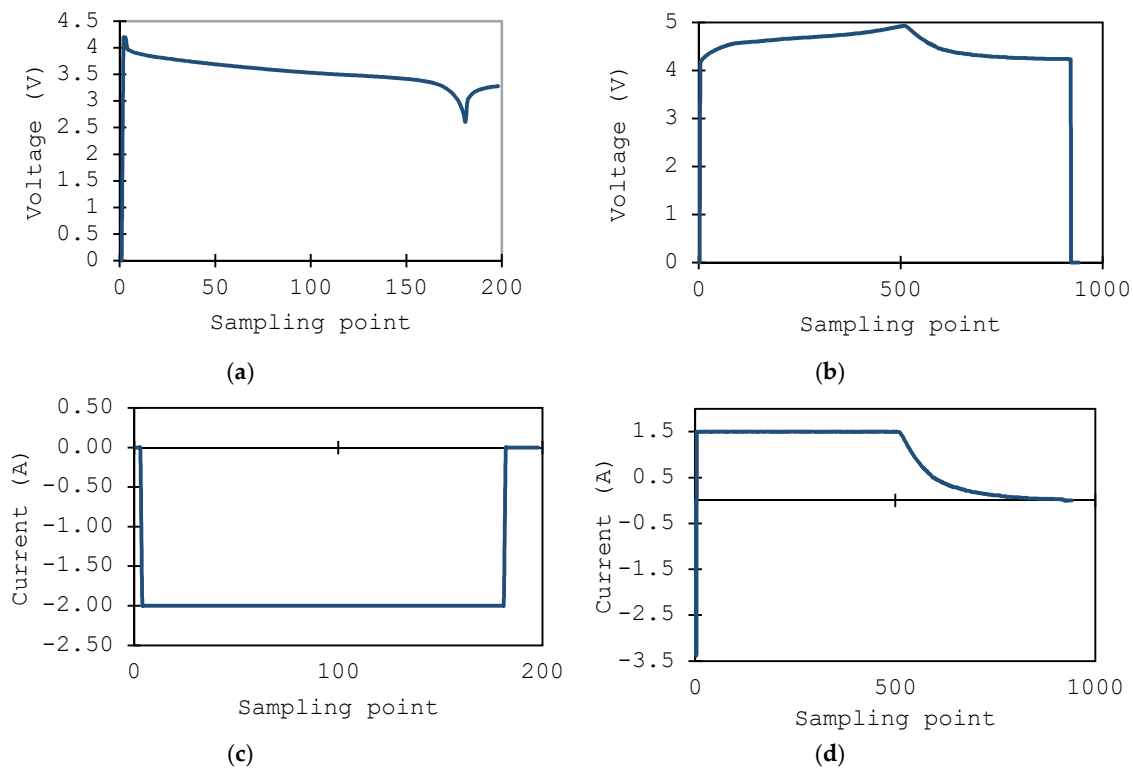 4.5
4
3.5
3
2.5
2
1.5
1
0.5
0
Voltage (V)
0 50 100 150 200
Sampling point
(a)
5
4
3
2
1
0
Voltage (V)
0 500 1000
Sampling point
(b)
0.50
0.00
−0.50
−1.00
−1.50
−2.00
−2.50
Current (A)
0 100 200
Sampling point
(c)
1.5
0.5
−0.5
−1.5
−2.5
−3.5
Current (A)
0 500 1000
Sampling point
(d)